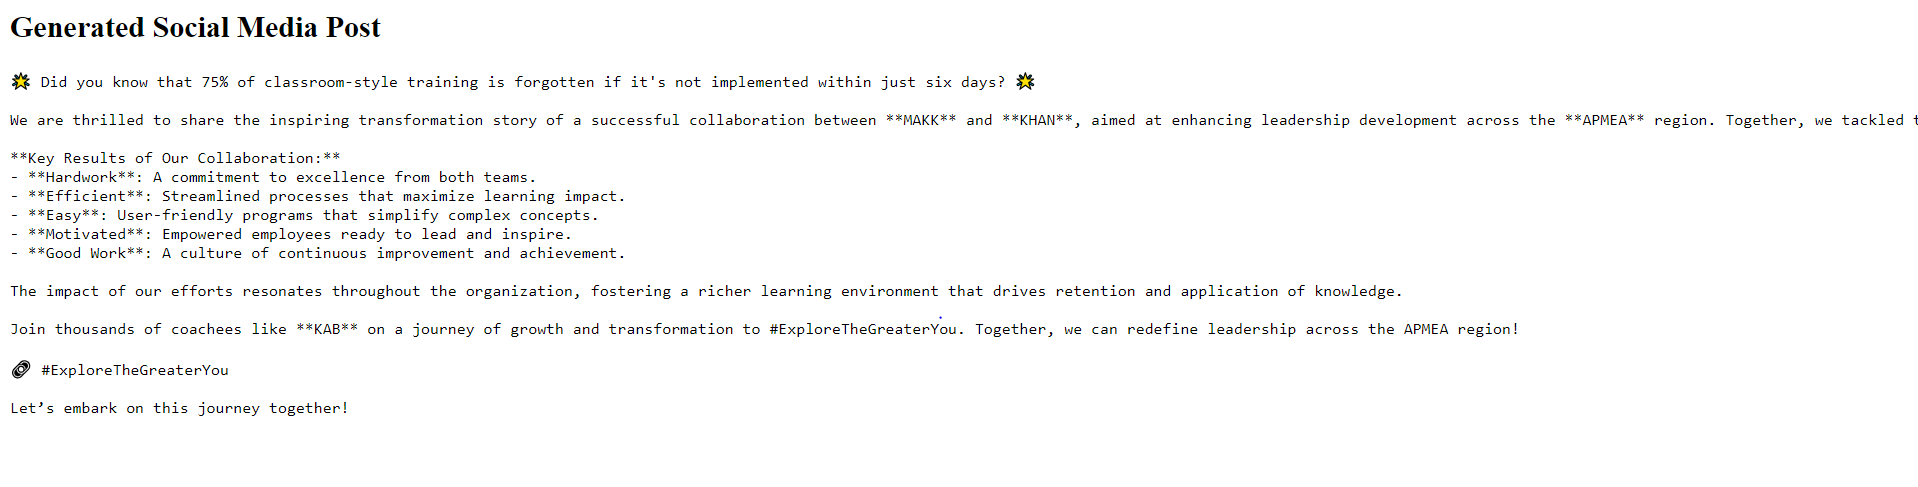 Generated Social Media Post
🌟 Did you know that 75% of classroom-style training is forgotten if it's not implemented within just six days? 🌟
We are thrilled to share the inspiring transformation story of a successful collaboration between **MAKK** and **KHAN**, aimed at enhancing leadership development across the **APMEA** region. Together, we tackled
**Key Results of Our Collaboration:**
- **Hardwork**: A commitment to excellence from both teams.
- **Efficient**: Streamlined processes that maximize learning impact.
- **Easy**: User-friendly programs that simplify complex concepts.
- **Motivated**: Empowered employees ready to lead and inspire.
- **Good Work**: A culture of continuous improvement and achievement.
The impact of our efforts resonates throughout the organization, fostering a richer learning environment that drives retention and application of knowledge.
Join thousands of coachees like **KAB** on a journey of growth and transformation to #ExploreTheGreaterYou. Together, we can redefine leadership across the APMEA region!
🔗 #ExploreTheGreaterYou
Let’s embark on this journey together!